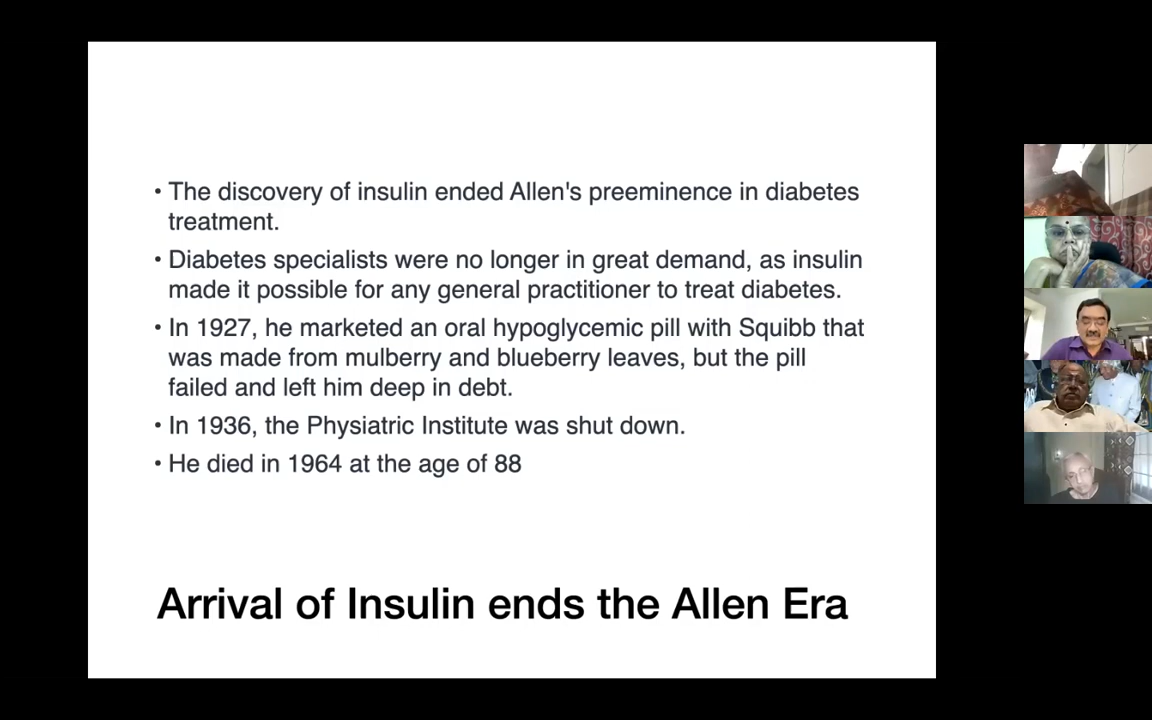 • The discovery of insulin ended Allen's preeminence in diabetes
treatment.
• Diabetes specialists were no longer in great demand, as insulin
made it possible for any general practitioner to treat diabetes.
• In 1927, he marketed an oral hypoglycemic pill with Squibb that
was made from mulberry and blueberry leaves, but the pill
failed and left him deep in debt.
• In 1936, the Physiatric Institute was shut down.
• He died in 1964 at the age of 88
Arrival of Insulin ends the Allen Era